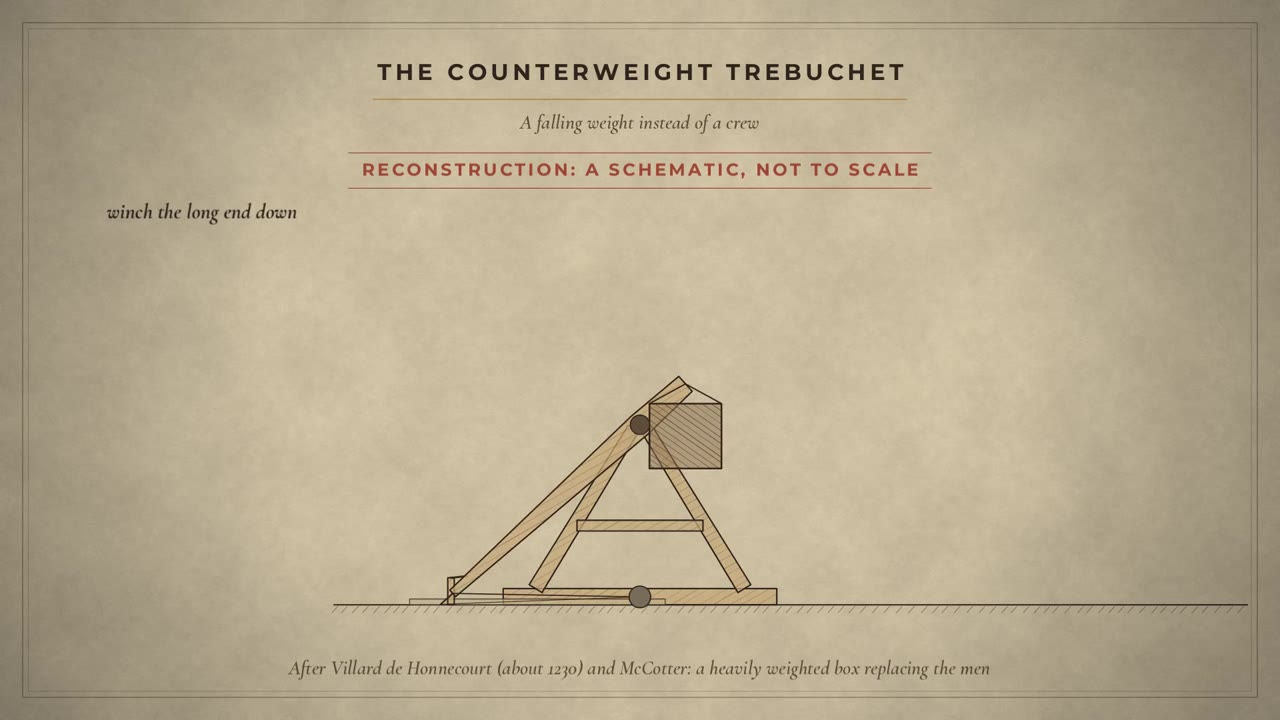 THE COUNTERWEIGHT TREBUCHET
A falling weight instead of a crew
RECONSTRUCTION: A SCHEMATIC, NOT TO SCALE
winch the long end down
After Villard de Honnecourt (about 1230) and McCotter: a heavily weighted box replacing the men